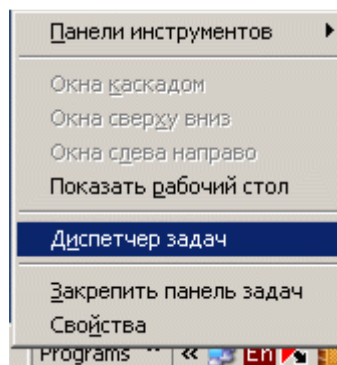 Панели инструментов
Окна каскадом
Окна сверху вниз
Окна слева направо
Показать рабочий стол
Диспетчер задач
Закрепить панель задач
Свойства
Programs » « En